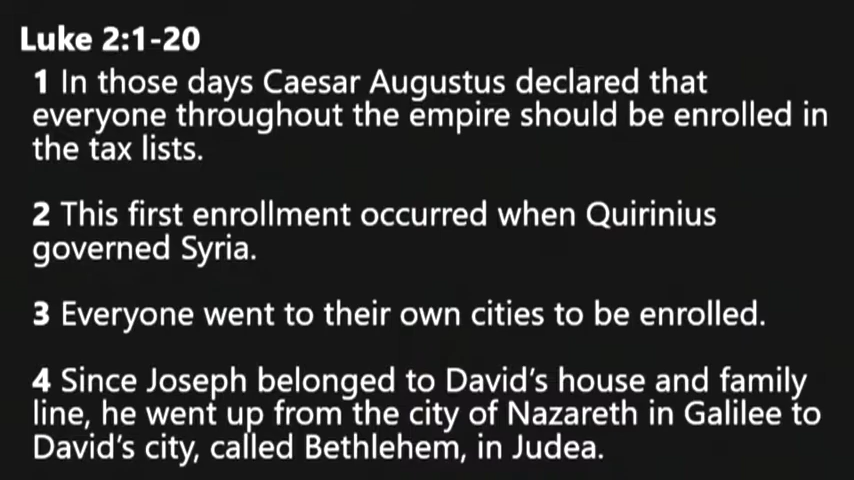 Luke 2:1-20
1 In those days Caesar Augustus declared that
everyone throughout the empire should be enrolled in
the tax lists.
2 This first enrollment occurred when Quirinius
governed Syria.
3 Everyone went to their own cities to be enrolled.
4 Since Joseph belonged to David’s house and family
line, he went up from the city of Nazareth in Galilee to
David’s city, called Bethlehem, in Judea.